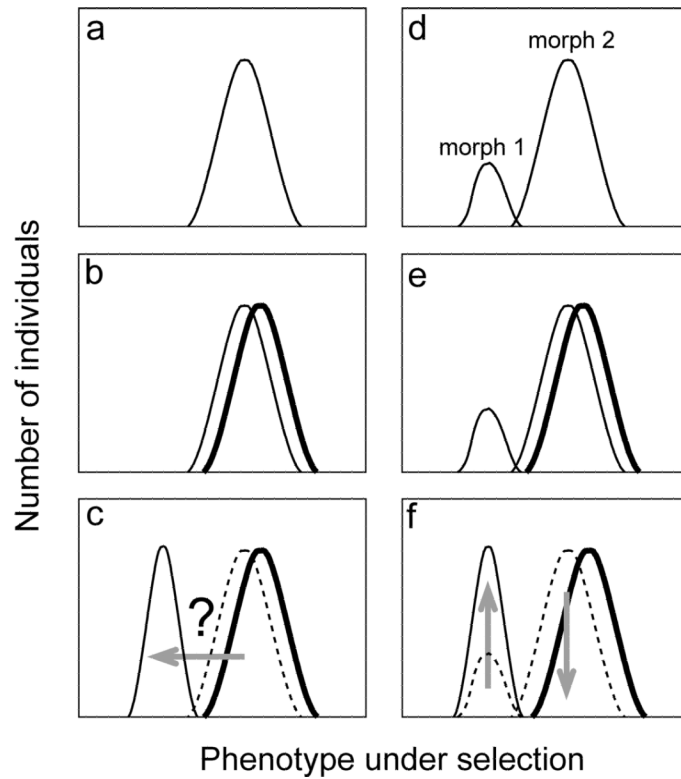 a
d
morph 2
morph 1
b
e
c
?
f
Number of individuals
Phenotype under selection